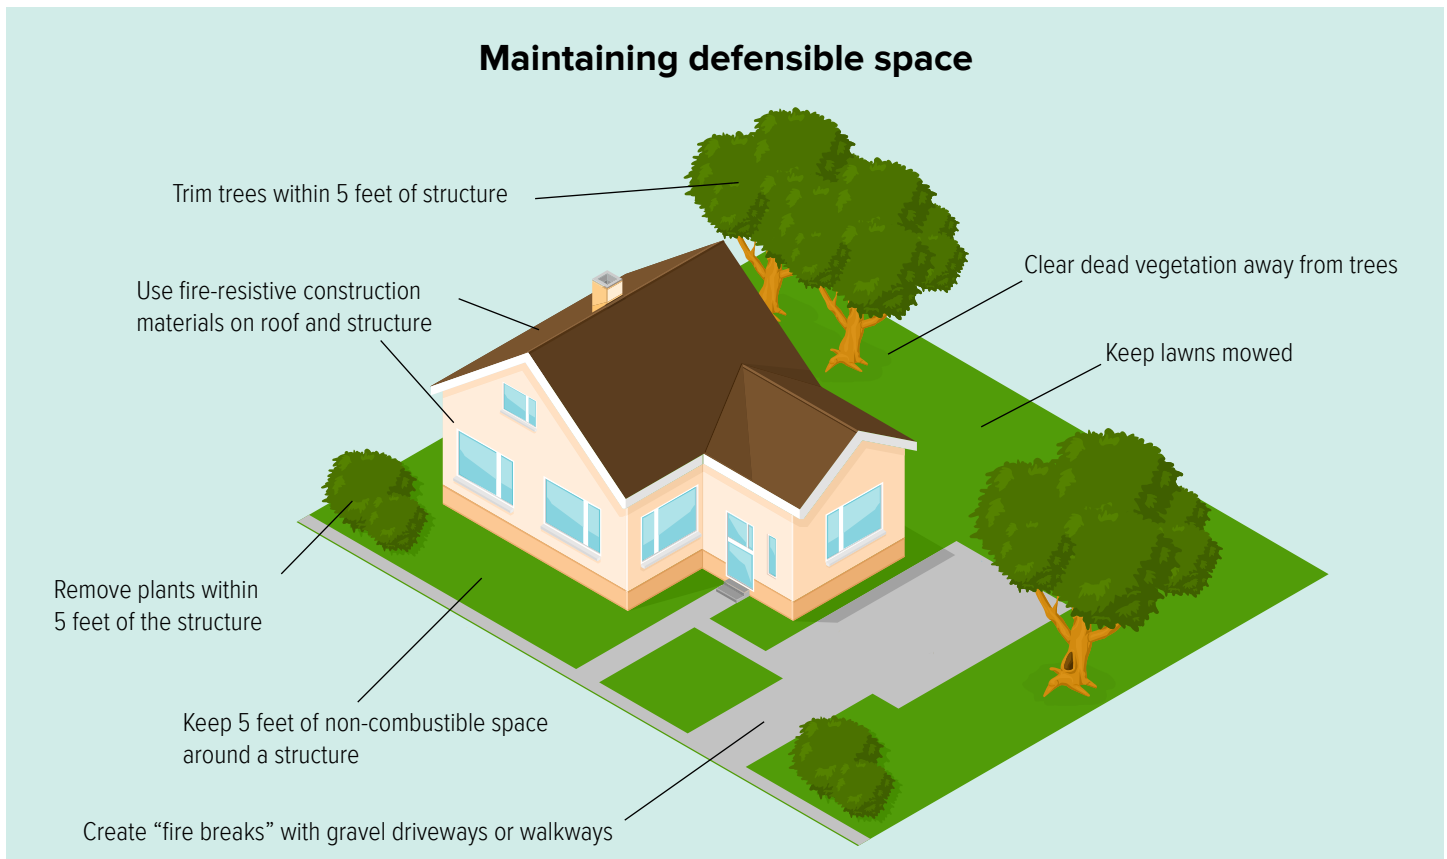 Maintaining defensible space
Trim trees within 5 feet of structure
Clear dead vegetation away from trees
Use fire-resistive construction
materials on roof and structure
Keep lawns mowed
Remove plants within
5 feet of the structure
Keep 5 feet of non-combustible space
around a structure
Create “fire breaks” with gravel driveways or walkways